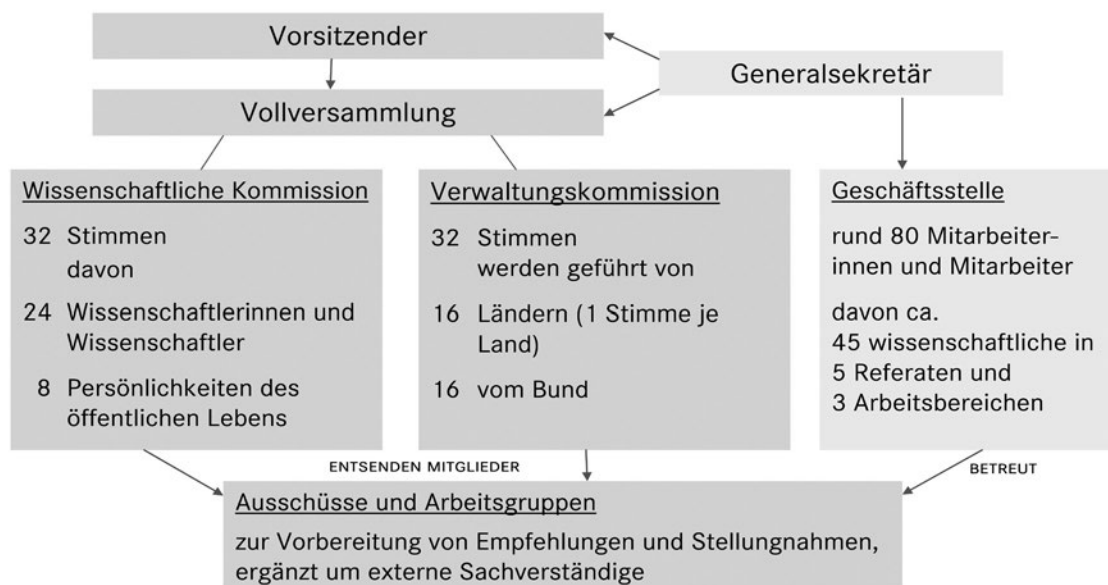 Vorsitzender
Generalsekretär
Vollversammlung
Wissenschaftliche Kommission
32 Stimmen
davon
24 Wissenschaftlerinnen und
Wissenschaftler
8 Persönlichkeiten des
öffentlichen Lebens
Verwaltungskommission
32 Stimmen
werden geführt von
16 Ländern (1 Stimme je
Land)
16 vom Bund
Geschäftsstelle
rund 80 Mitarbeiter-
innen und Mitarbeiter
davon ca.
45 wissenschaftliche in
5 Referaten und
3 Arbeitsbereichen
ENTSENDEN MITGLIEDER
BETREUT
Ausschüsse und Arbeitsgruppen
zur Vorbereitung von Empfehlungen und Stellungnahmen,
ergänzt um externe Sachverständige